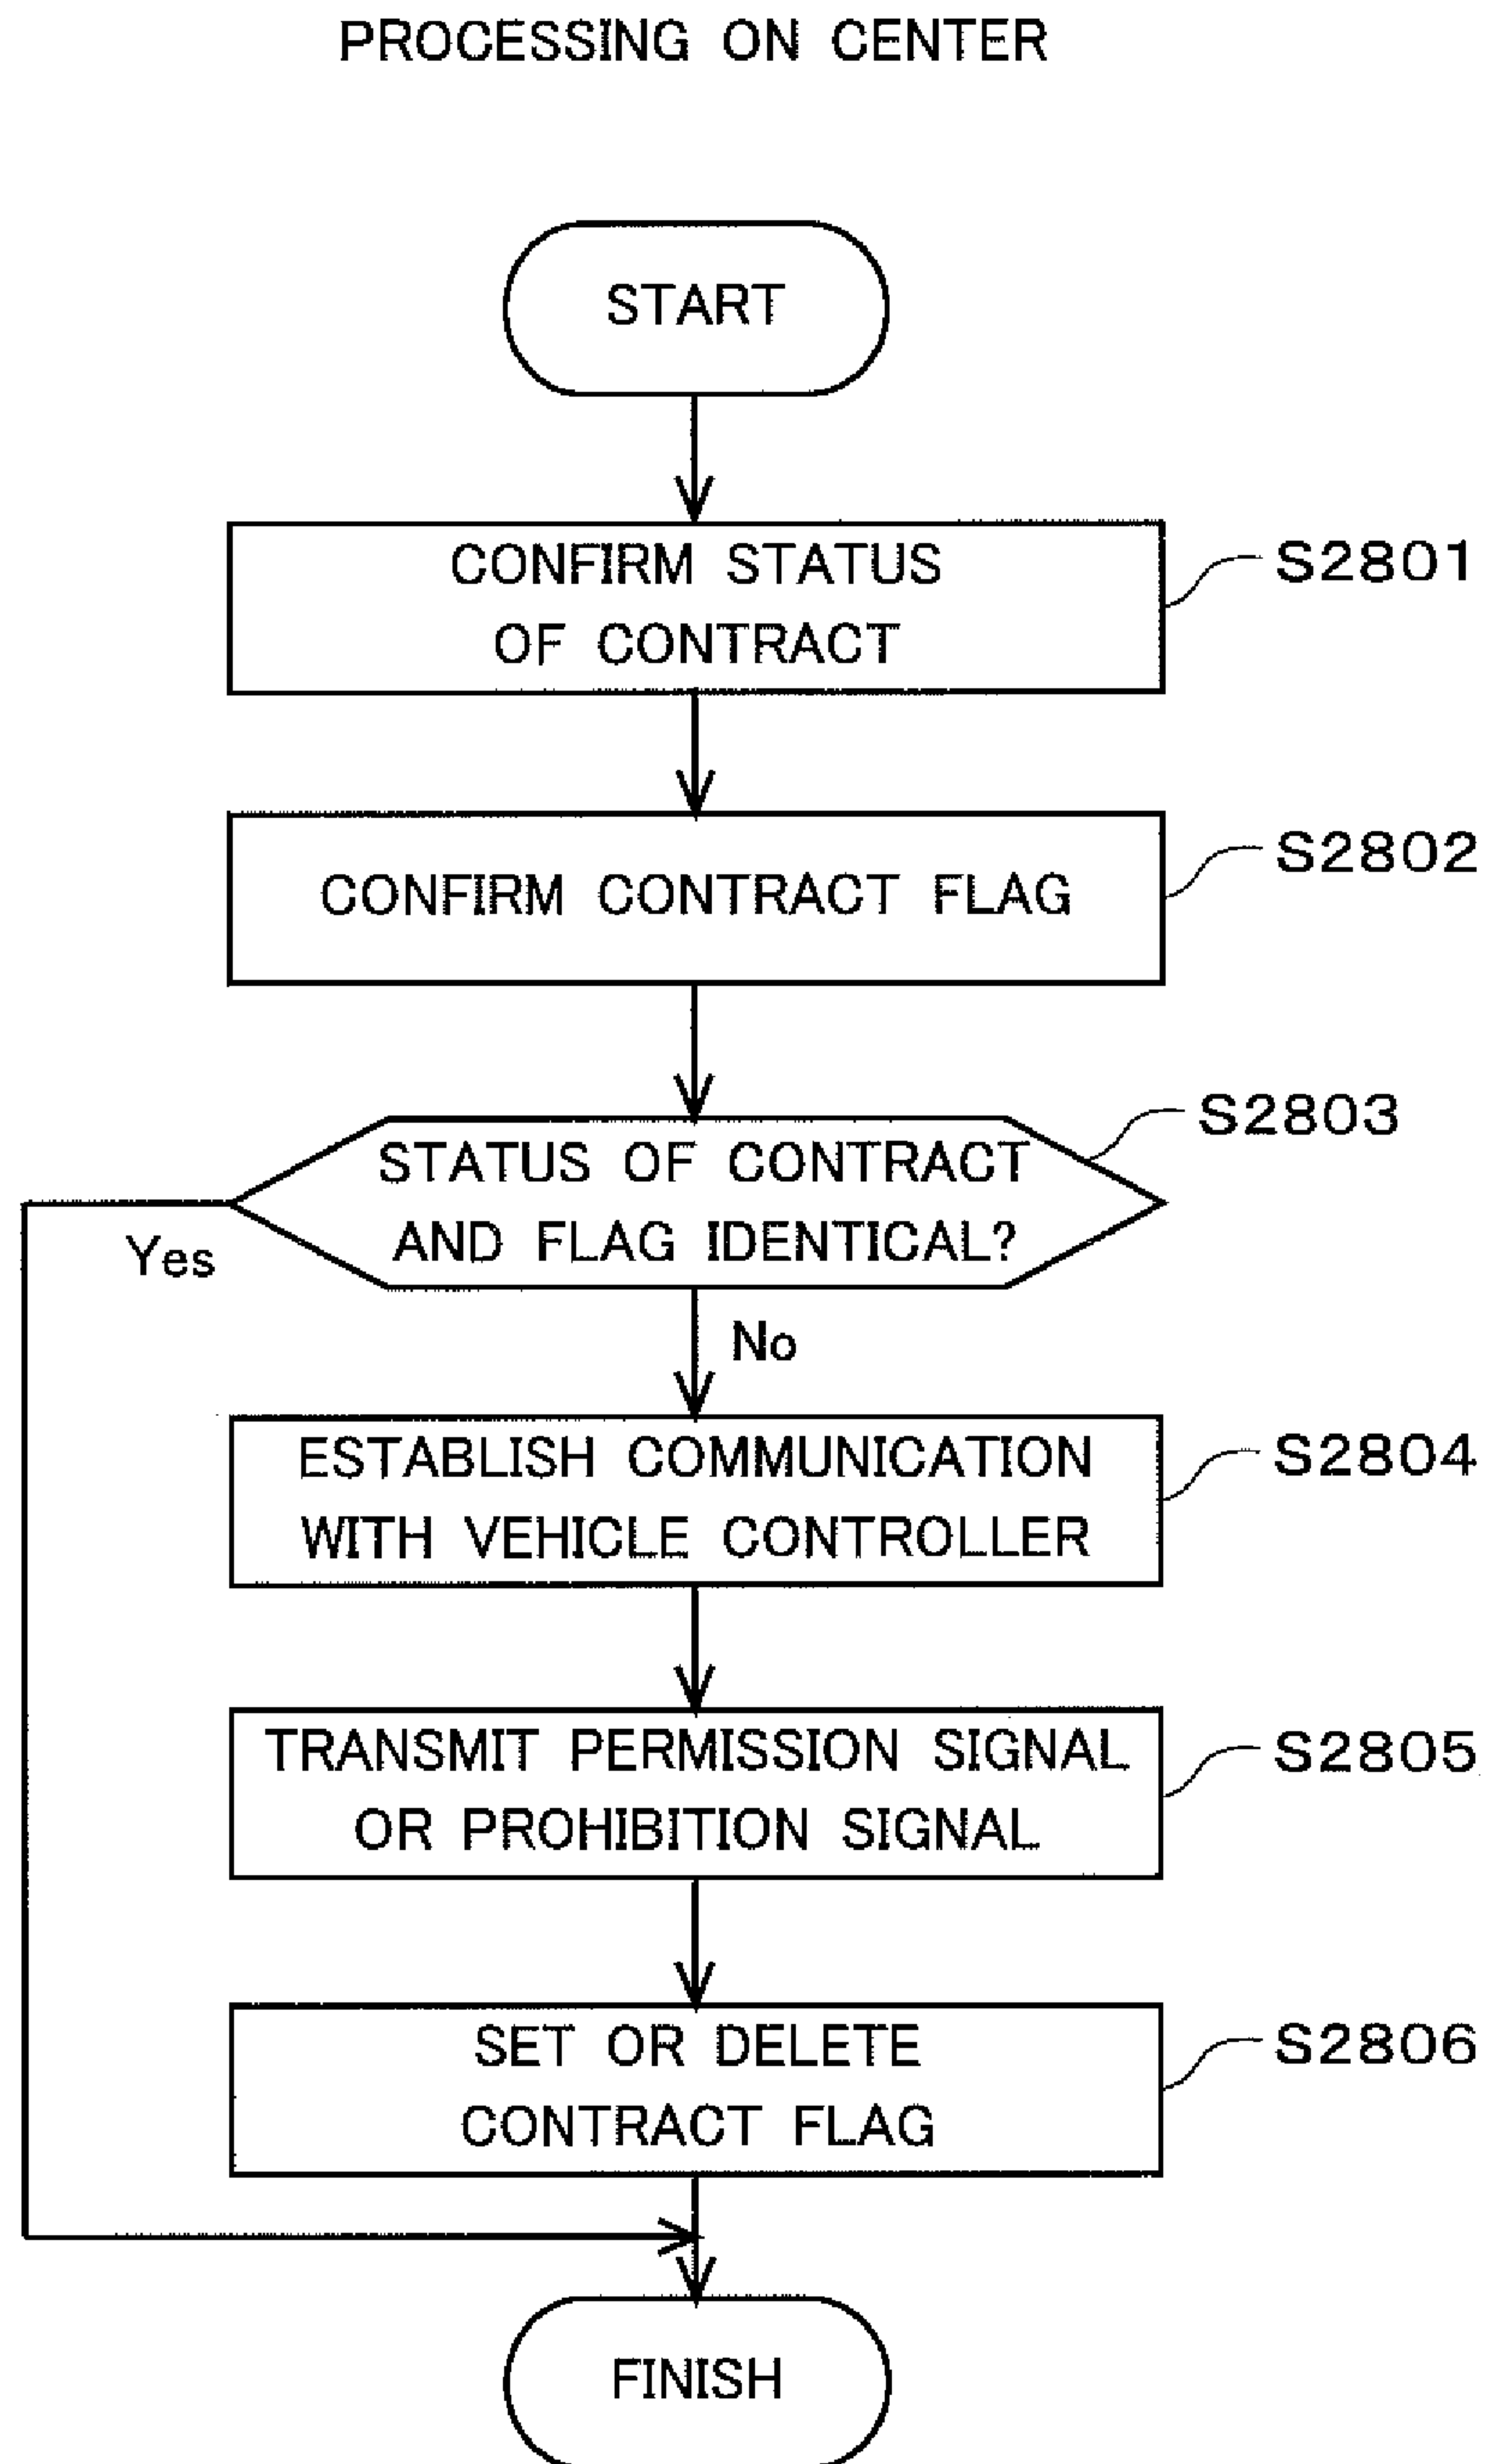 PROCESSING ON CENTER
START
CONFIRM STATUS
OF CONTRACT
S2801
CONFIRM CONTRACT FLAG
S2802
STATUS OF CONTRACT
AND FLAG IDENTICAL?
S2803
Yes
No
ESTABLISH COMMUNICATION
WITH VEHICLE CONTROLLER
S2804
TRANSMIT PERMISSION SIGNAL
OR PROHIBITION SIGNAL
S2805
SET OR DELETE
CONTRACT FLAG
S2806
FINISH